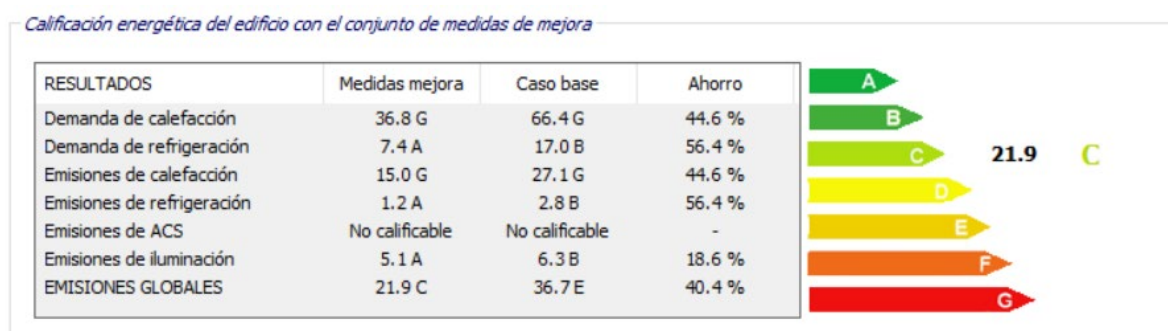 Calificación energética del edificio con el conjunto de medidas de mejora
RESULTADOS Medidas mejora Caso base Ahorro
Demanda de calefacción 36.8 G 66.4 G 44.6 %
Demanda de refrigeración 7.4 A 17.0 B 56.4 %
Emisiones de calefacción 15.0 G 27.1 G 44.6 %
Emisiones de refrigeración 1.2 A 2.8 B 56.4 %
Emisiones de ACS No calificable No calificable -
Emisiones de iluminación 5.1 A 6.3 B 18.6 %
EMISIONES GLOBALES 21.9 C 36.7 E 40.4 %
A
B
C 21.9 C
D
E
F
G